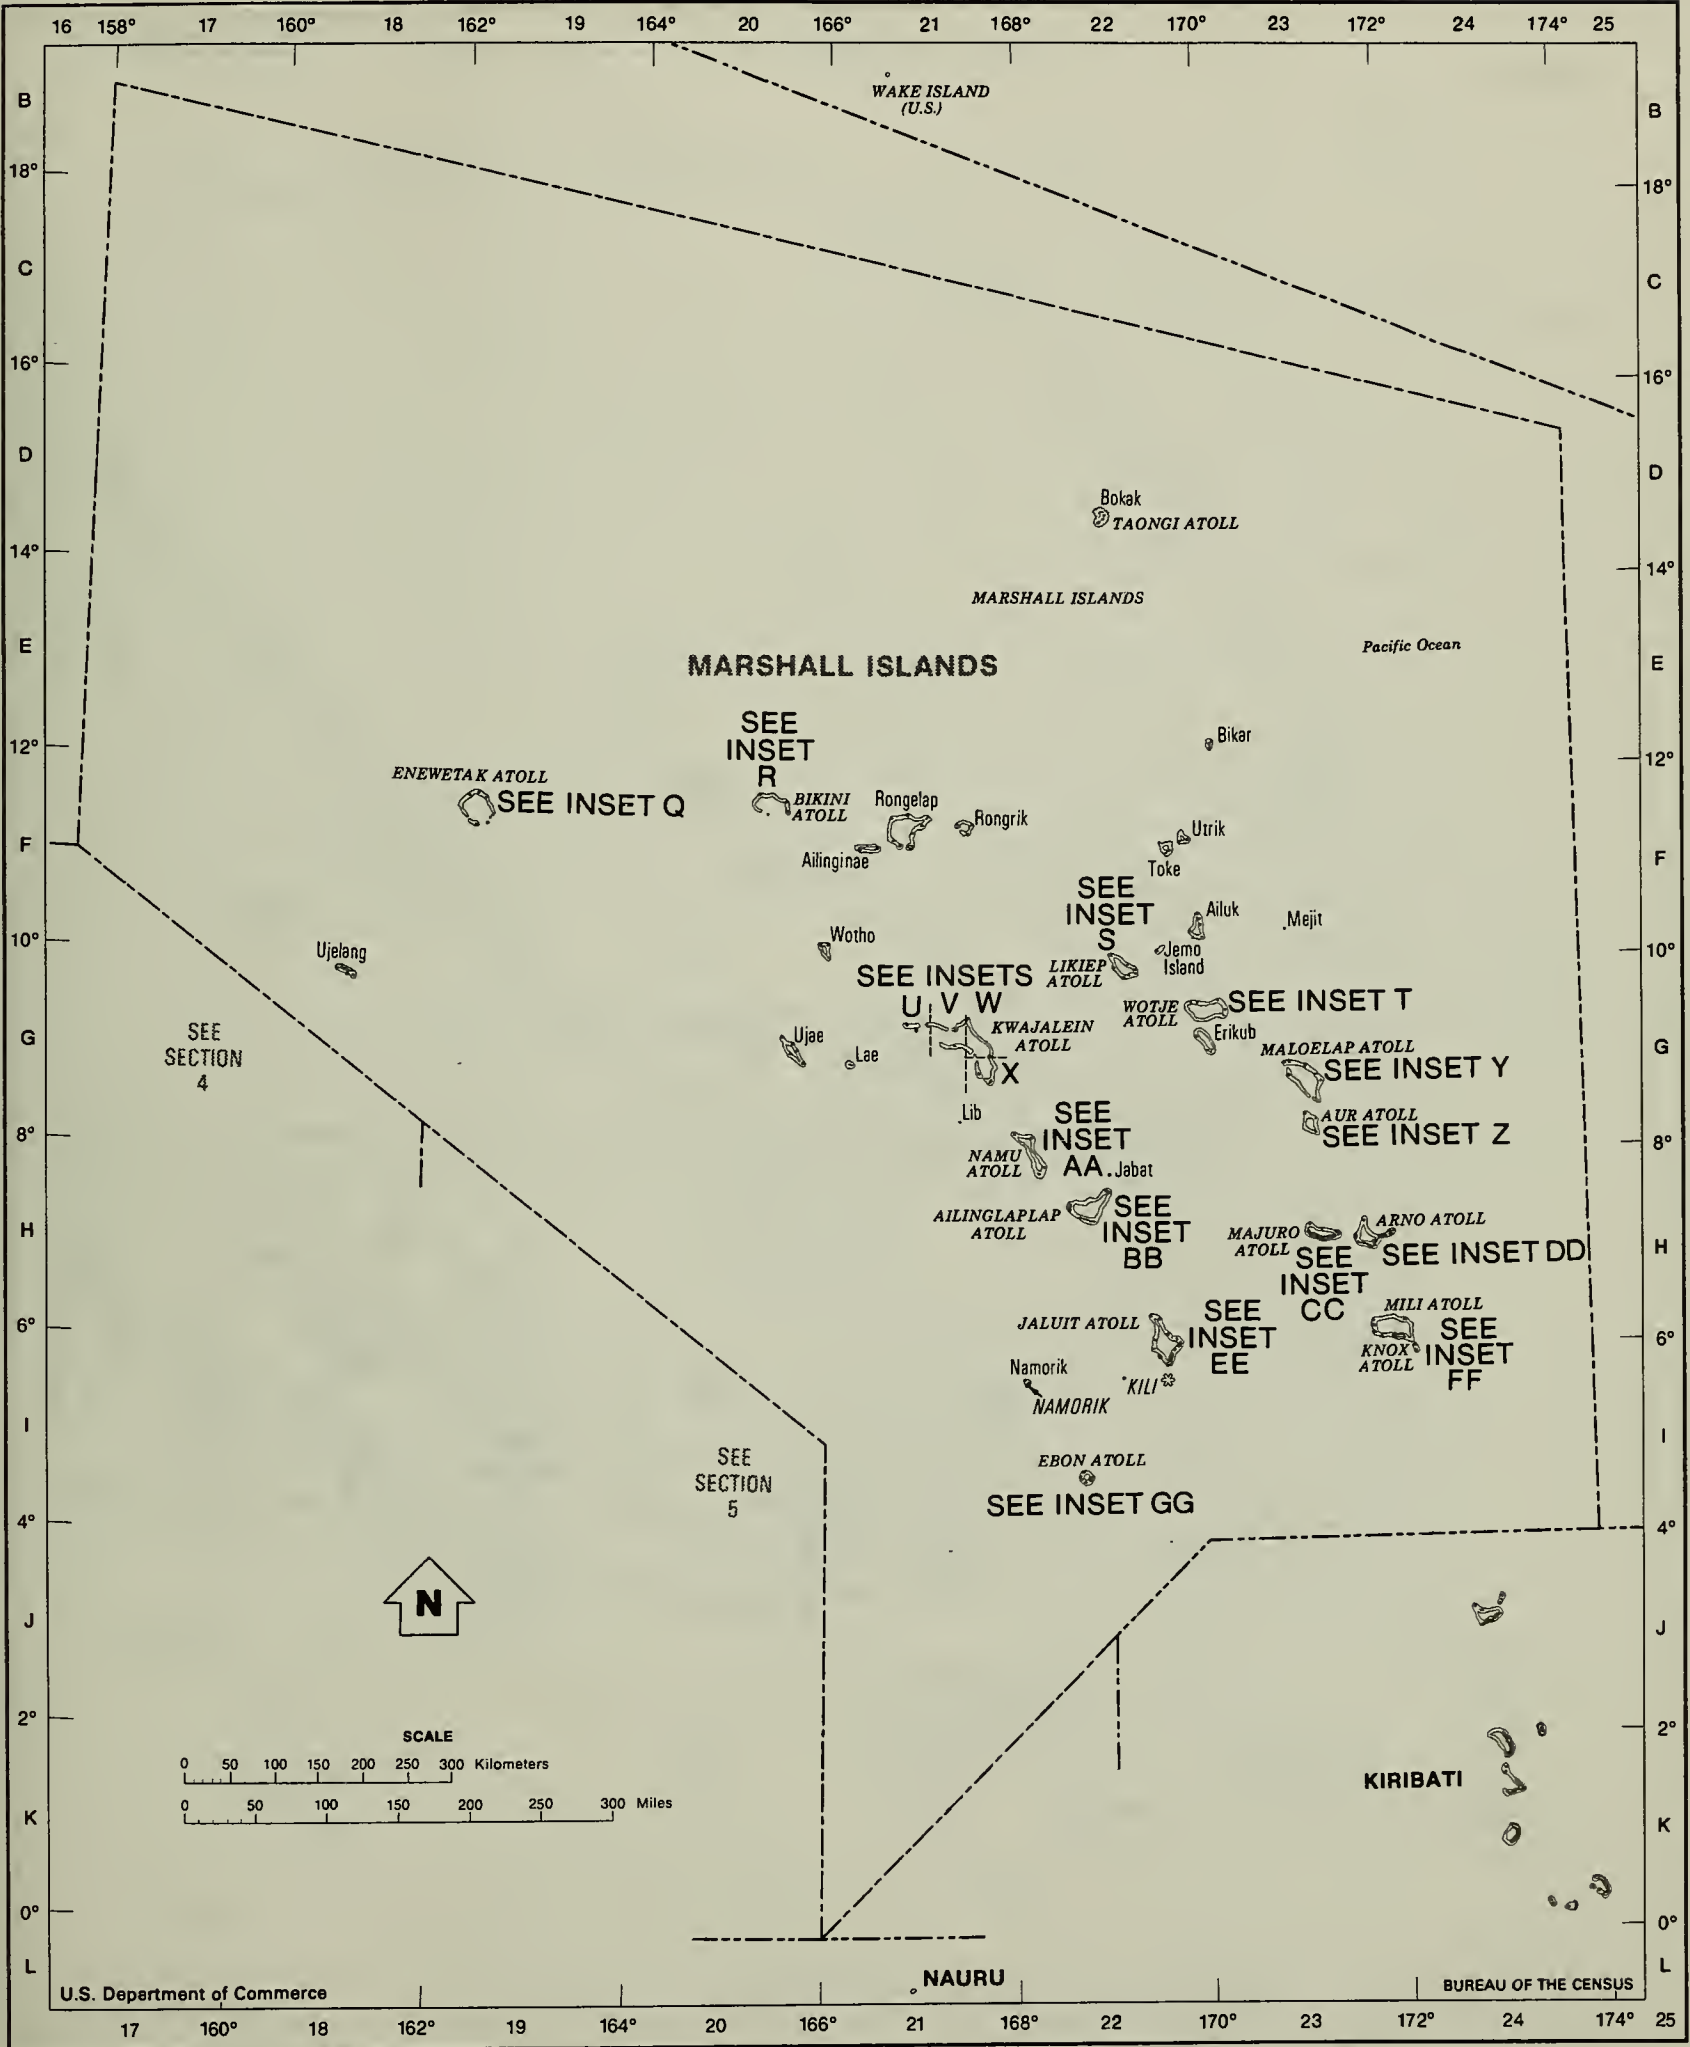 16 158° 17 160° 18 162° 19 164° 20 166° 21 168° 22 170° 23 172° 24 174° 25
WAKE ISLAND
(U.S.)
B B
18° 18°
C C
16° 16°
D D
Bokak
TAONGI ATOLL
14° 14°
MARSHALL ISLANDS
E E
Pacific Ocean
MARSHALL ISLANDS
SEE
INSET
R
12° 12°
Bikar
ENEWETAK ATOLL
SEE INSET Q
BIKINI
ATOLL
Rongelap
Rongrik
Ailinginae
Utrik
Toke
F F
SEE
INSET
S
Ailuk
Mejit
10° 10°
Ujelang
Wotho
Jemo
Island
LIKIEP
ATOLL
SEE INSETS
U V W
WOTJE
ATOLL
SEE INSET T
Erikub
KWAJALEIN
ATOLL
X
SEE
SECTION
4
G G
Ujae
Lae
MALOELAP ATOLL
SEE INSET Y
Lib
AUR ATOLL
SEE INSET Z
8° 8°
SEE
INSET
AA
NAMU
ATOLL
Jabat
AILINGLAPLAP
ATOLL
SEE
INSET
BB
H H
MAJURO
ATOLL
SEE
INSET
CC
ARNO ATOLL
SEE INSET DD
6° 6°
JALUIT ATOLL
SEE
INSET
EE
MILI ATOLL
KNOX
ATOLL
SEE
INSET
FF
Namorik
NAMORIK
KILI
I I
SEE
SECTION
5
EBON ATOLL
SEE INSET GG
4° 4°
N
J J
2° 2°
SCALE
0 50 100 150 200 250 300 Kilometers
0 50 100 150 200 250 300 Miles
KIRIBATI
K K
0° 0°
L L
NAURU
U.S. Department of Commerce
BUREAU OF THE CENSUS
17 160° 18 162° 19 164° 20 166° 21 168° 22 170° 23 172° 24 174° 25